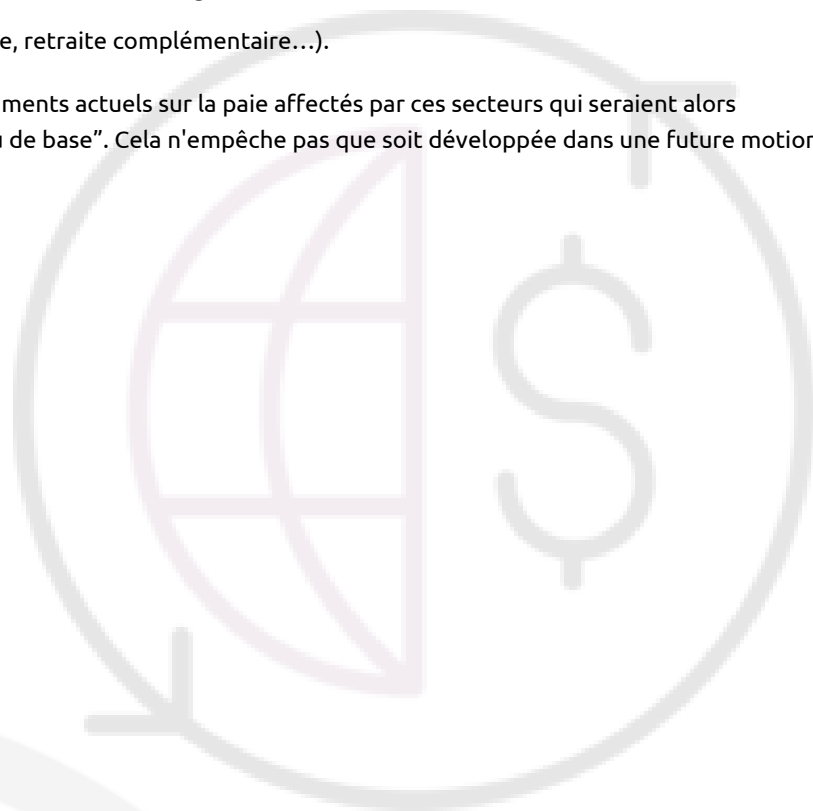 e, retraite complémentaire…).
ments actuels sur la paie affectés par ces secteurs qui seraient alors
de base”. Cela n'empêche pas que soit développée dans une future motion